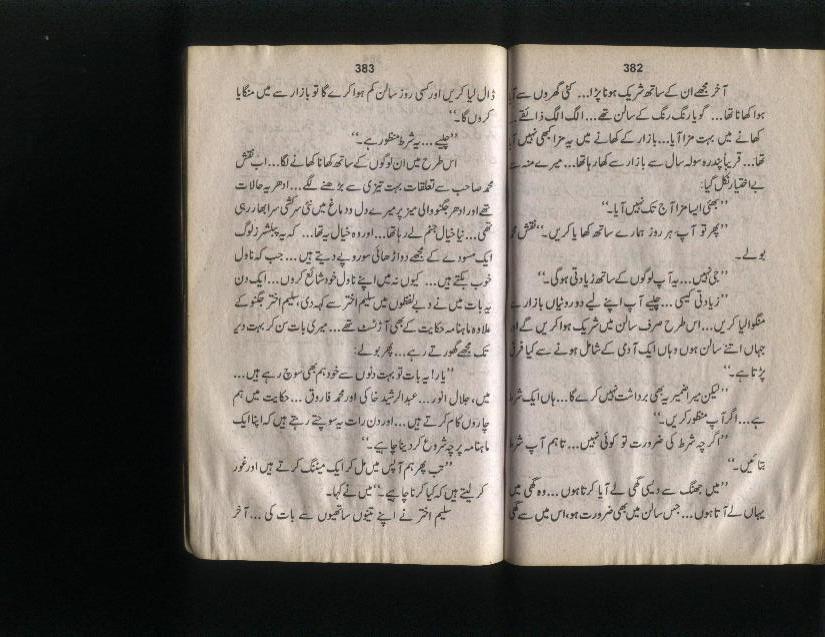 382
آخر مجھے ان کے ساتھ شریک ہونا پڑا... کئی گھروں سے
ہوا کھانا تھا... گویا رنگ رنگ کے سالن تھے... الگ الگ ذائقے
کھانے میں بہت مزا آیا... بازار کے کھانے میں یہ مزا کبھی نہیں
تھا... قریباً پندرہ سولہ سال سے بازار سے کھا رہا تھا... میرے منہ سے
بے اختیار نکل گیا:
’’بھئی ایسا مزا آج تک نہیں آیا۔‘‘
’’پھر تو آپ ہر روز ہمارے ساتھ کھایا کریں۔‘‘ نقش
بولے۔
’’جی نہیں... یہ آپ لوگوں کے ساتھ زیادتی ہو گی۔‘‘
’’زیادتی کیسی... چلیے آپ اپنے لیے دو روٹیاں بازار سے
منگوا لیا کریں... اس طرح صرف سالن میں شریک ہوا کریں گے
جہاں اتنے سالن ہوں وہاں ایک آدمی کے شامل ہونے سے کیا فرق
پڑتا ہے۔‘‘
’’لیکن میرا ضمیر یہ بھی برداشت نہیں کرے گا... ہاں ایک شرط
ہے... اگر آپ منظور کریں۔‘‘
’’اگرچہ شرط کی ضرورت تو کوئی نہیں... تاہم آپ شرط
بتائیں۔‘‘
’’میں جھنگ سے دیسی گھی لے آیا کرتا ہوں... وہ گھی میں
یہاں لے آتا ہوں... جس سالن میں بھی ضرورت ہو، اس میں سے گھی
383
ڈال لیا کریں اور کسی روز سالن کم ہوا کرے گا تو بازار سے میں منگایا
کروں گا۔‘‘
’’چلیے... یہ شرط منظور ہے۔‘‘
اس طرح میں ان لوگوں کے ساتھ کھانا کھانے لگا... اب نقش
محمد صاحب سے تعلقات بہت تیزی سے بڑھنے لگے... ادھر یہ حالات
تھے اور ادھر جگنو والی میز پر میرے دل و دماغ میں نئی سرکشی سر ابھار رہی
تھی... نیا خیال جنم لے رہا تھا... اور وہ خیال یہ تھا... کہ یہ پبلشرز لوگ
ایک مسودے کے مجھے دو اڑھائی سو روپے دیتے ہیں... جب کہ ناول
خوب بکتے ہیں... کیوں نہ میں اپنے ناول خود شائع کروں... ایک دن
یہ بات میں نے دبے لفظوں میں سلیم اختر سے کہہ دی، سلیم اختر جگنو کے
علاوہ ماہنامہ حکایت کے بھی آرٹسٹ تھے... میری بات سن کر بہت دیر
تک مجھے گھورتے رہے... پھر بولے:
’’یار! یہ بات تو بہت دنوں سے خود ہم بھی سوچ رہے ہیں...
میں، جلال انور... عبدالرشید خاکی اور محمد فاروق... حکایت میں ہم
چاروں کام کرتے ہیں... اور دن رات یہ سوچتے رہتے ہیں کہ اپنا ایک
ماہنامہ پرچہ شروع کر دینا چاہیے۔‘‘
’’تب پھر ہم آپس میں مل کر ایک میٹنگ کرتے ہیں اور غور
کر لیتے ہیں کہ کیا کرنا چاہیے۔‘‘ میں نے کہا۔
سلیم اختر نے اپنے تینوں ساتھیوں سے بات کی... آخر